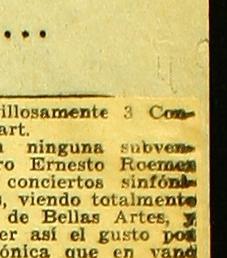 ....
illosamente 3 Con-
art.
ninguna subven-
ro Ernesto Roemer
conciertos sinfóni-
, viendo totalmente
de Bellas Artes, y
er así el gusto por
ónica que en vano